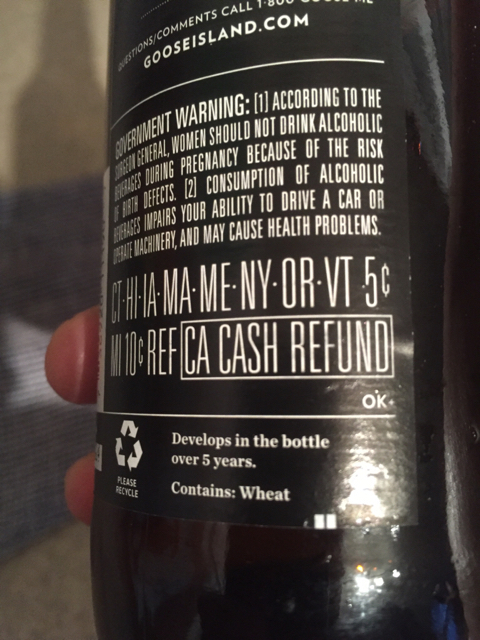 QUESTIONS/COMMENTS CALL 1-800-GOOSE-ME
GOOSEISLAND.COM
GOVERNMENT WARNING: [1] ACCORDING TO THE
SURGEON GENERAL, WOMEN SHOULD NOT DRINK ALCOHOLIC
BEVERAGES DURING PREGNANCY BECAUSE OF THE RISK
OF BIRTH DEFECTS. [2] CONSUMPTION OF ALCOHOLIC
BEVERAGES IMPAIRS YOUR ABILITY TO DRIVE A CAR OR
OPERATE MACHINERY, AND MAY CAUSE HEALTH PROBLEMS.
CT·HI·IA·MA·ME·NY·OR·VT 5¢
MI 10¢ REF CA CASH REFUND
OK+
Develops in the bottle
over 5 years.
Contains: Wheat
PLEASE
RECYCLE